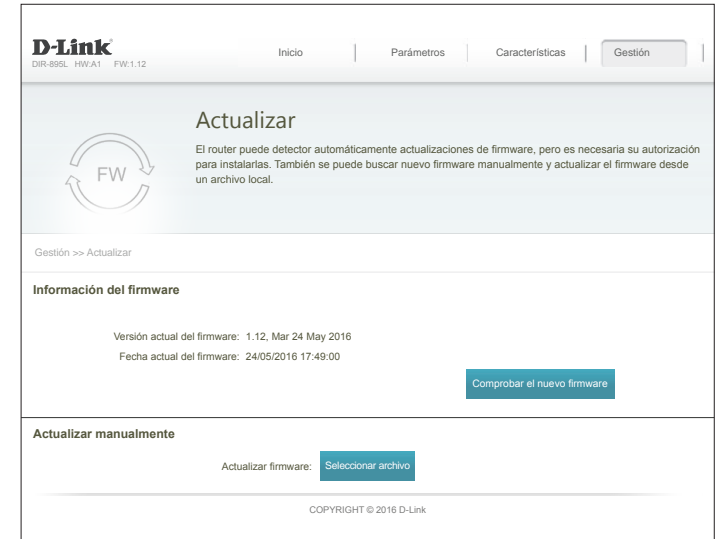 D-Link
DIR-895L HW:A1 FW:1.12
Inicio
Parámetros
Características
Gestión
Actualizar
FW
El router puede detector automáticamente actualizaciones de firmware, pero es necesaria su autorización
para instalarlas. También se puede buscar nuevo firmware manualmente y actualizar el firmware desde
un archivo local.
Gestión >> Actualizar
Información del firmware
Versión actual del firmware: 1.12, Mar 24 May 2016
Fecha actual del firmware: 24/05/2016 17:49:00
Comprobar el nuevo firmware
Actualizar manualmente
Actualizar firmware: Seleccionar archivo
COPYRIGHT © 2016 D-Link